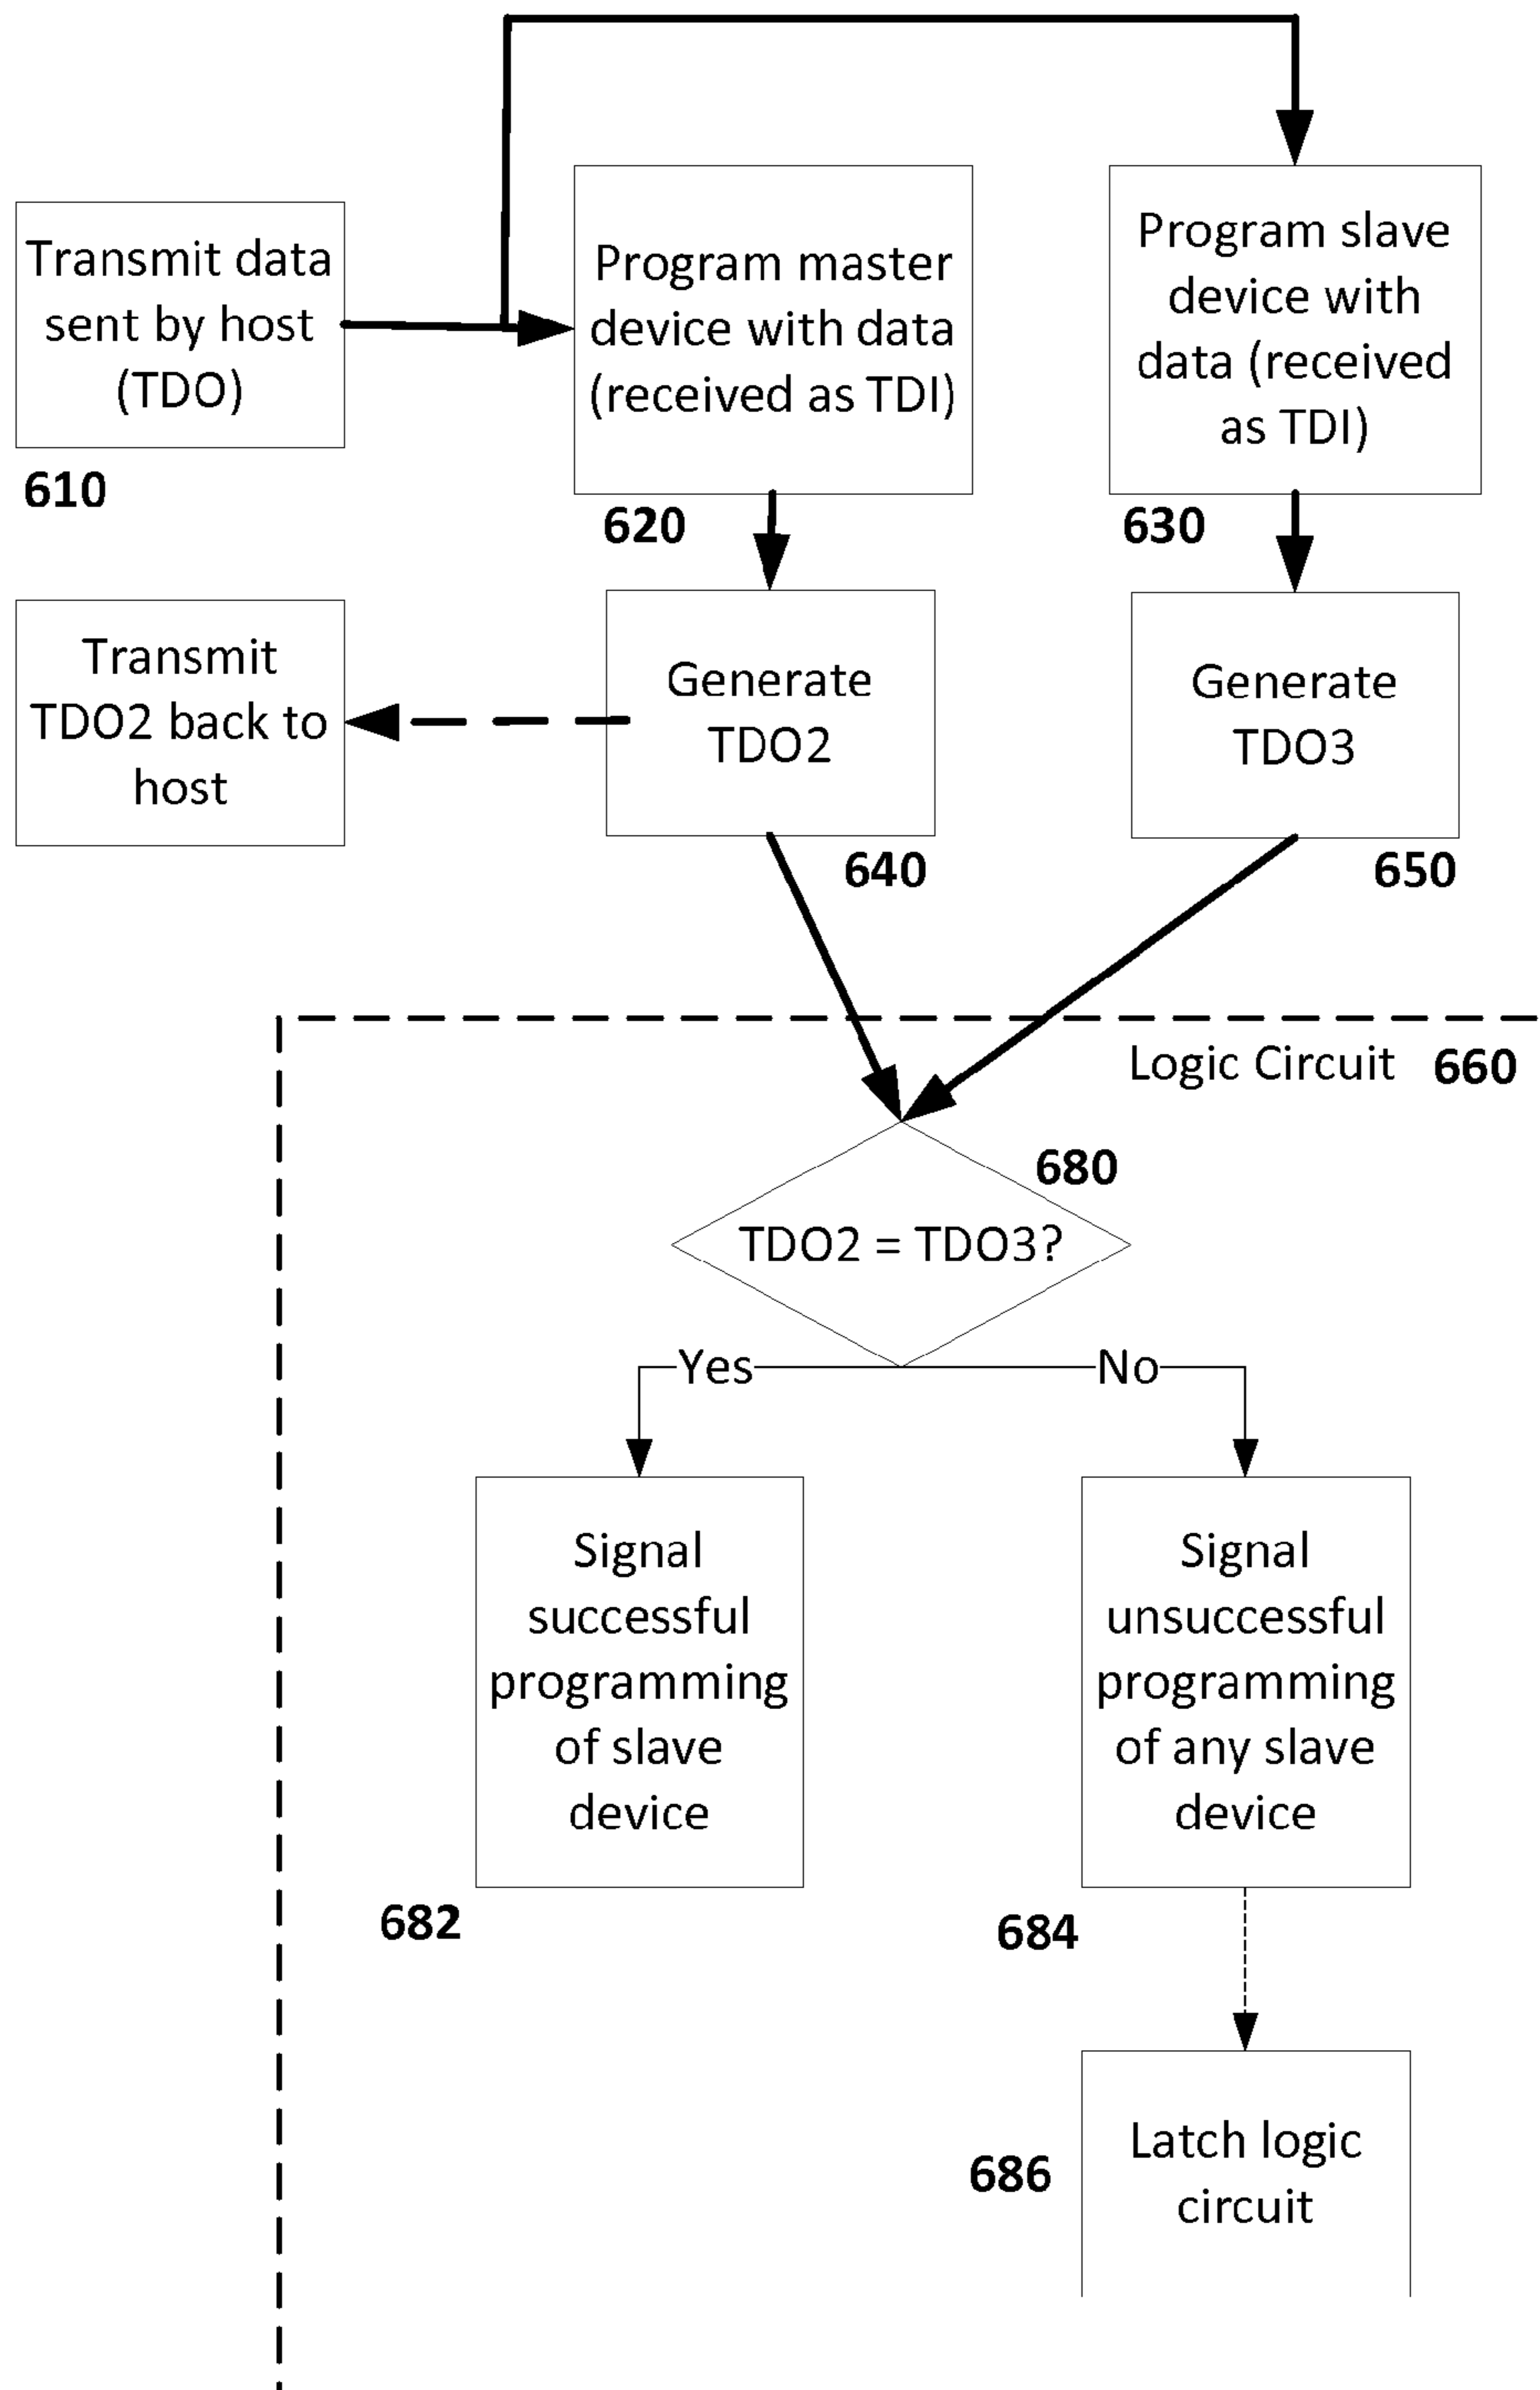 Transmit data
sent by host
(TDO)
610
Program master
device with data
(received as TDI)
620
Program slave
device with
data (received
as TDI)
630
Transmit
TDO2 back to
host
Generate
TDO2
640
Generate
TDO3
650
Logic Circuit 660
680
TDO2 = TDO3?
Yes
No
Signal
successful
programming
of slave
device
682
Signal
unsuccessful
programming
of any slave
device
684
Latch logic
circuit
686